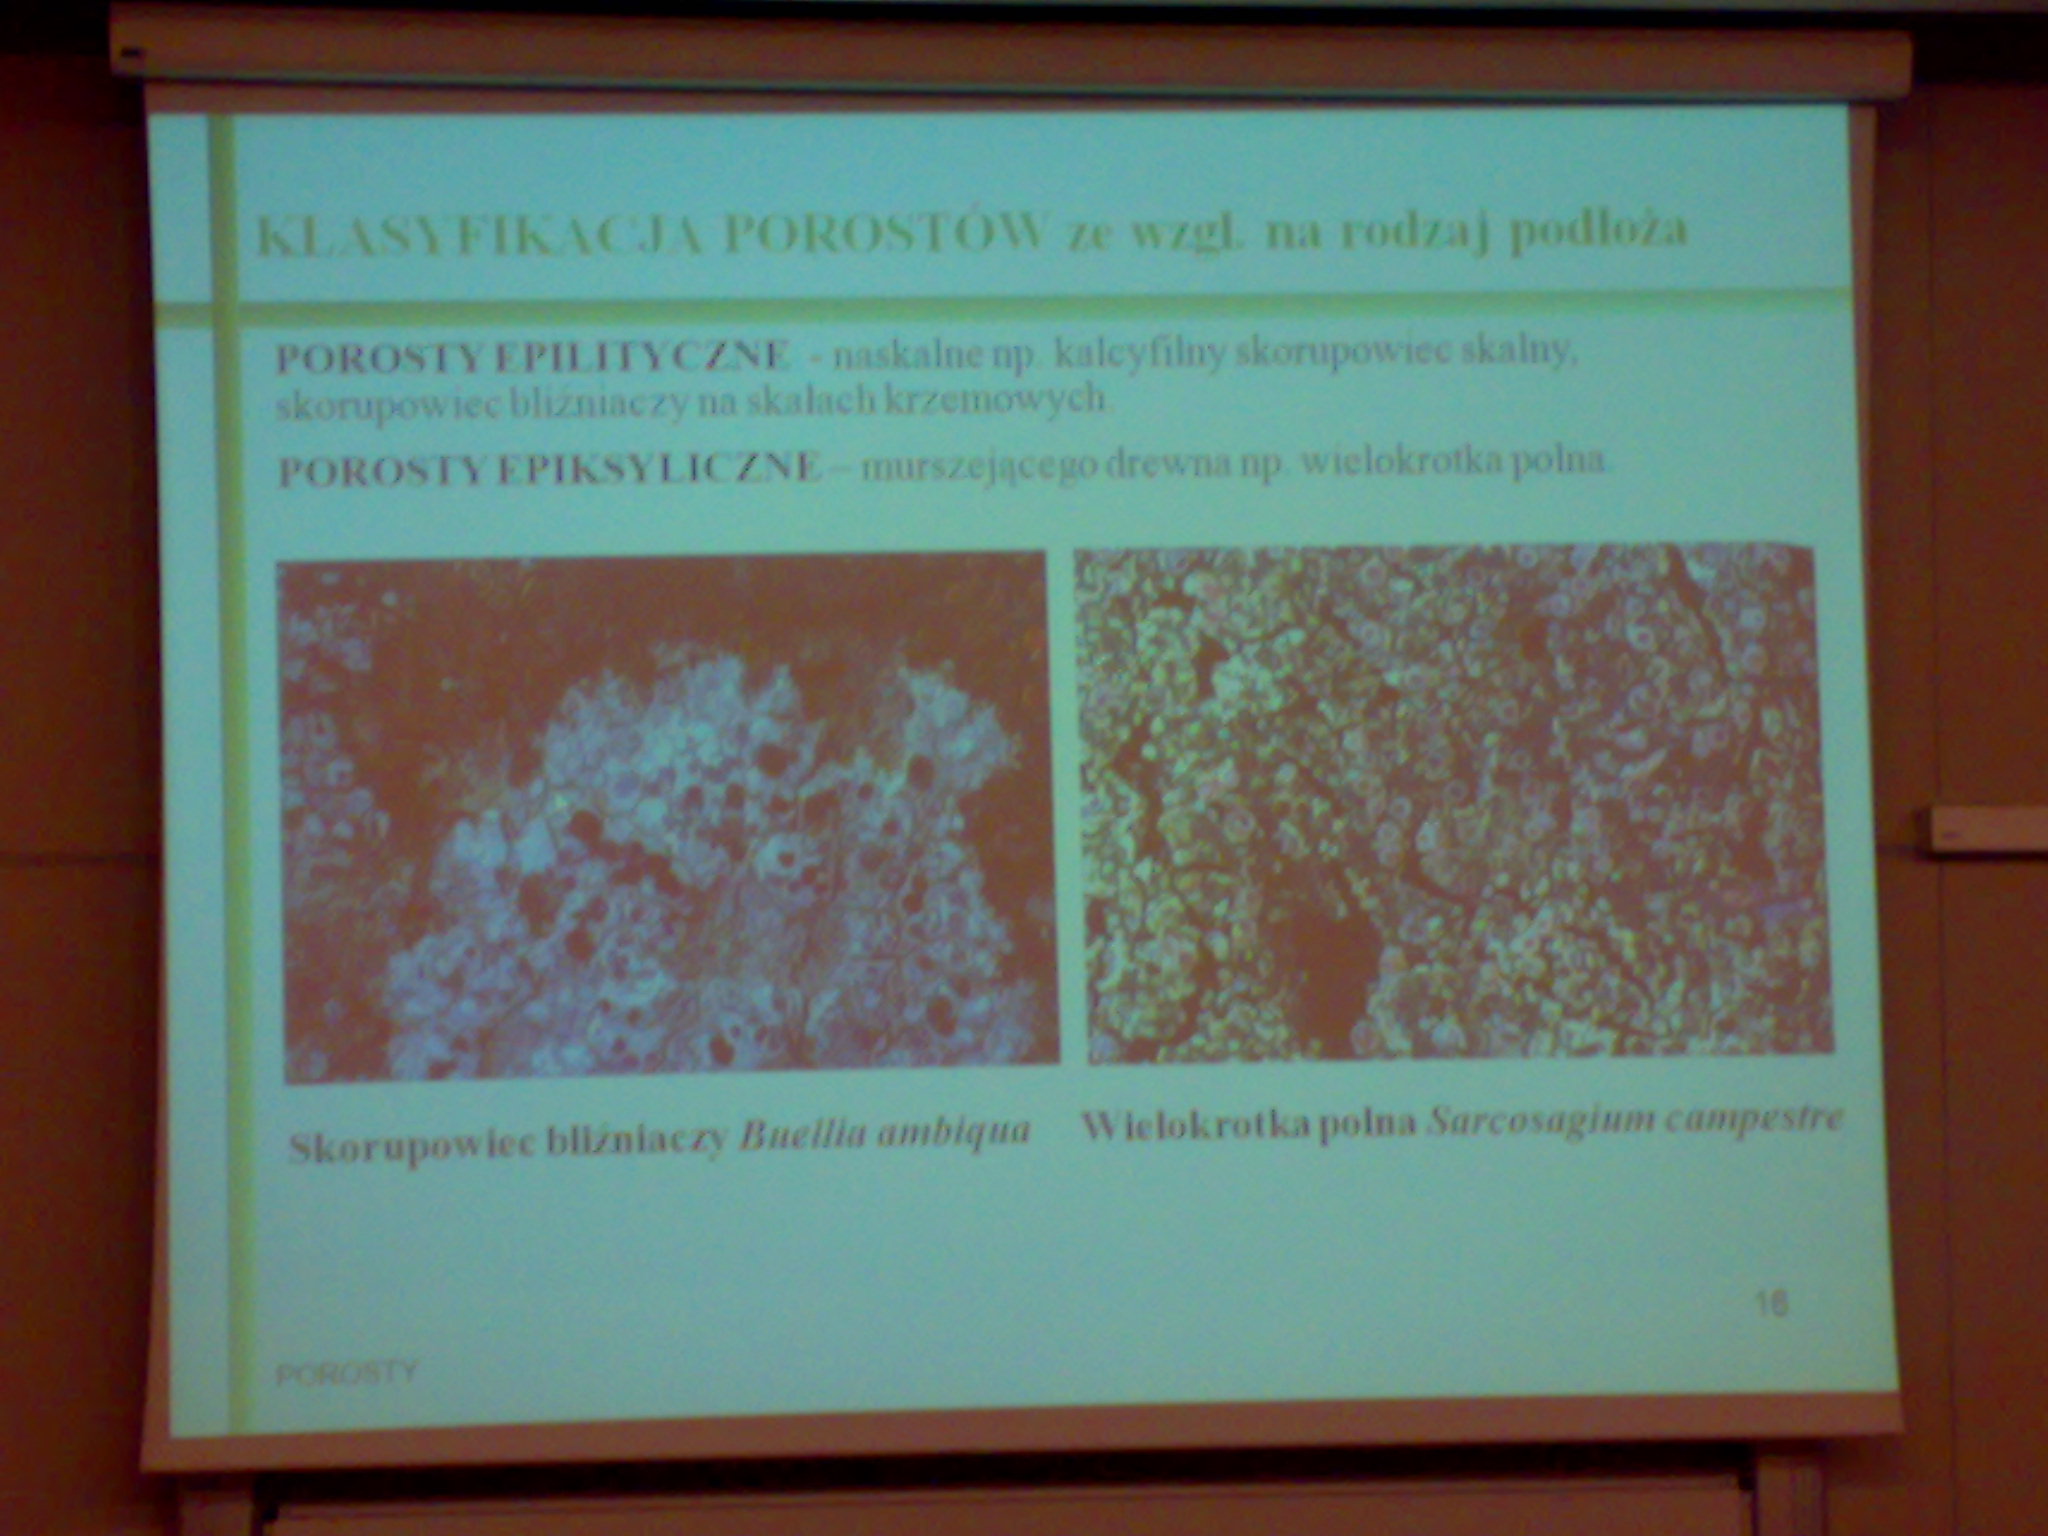 KLASYFIKACJA POROSTÓW ze wzgl. na rodzaj podłoża
POROSTY EPILITYCZNE - naskalne np. kalcyfilny skorupowiec skalny,
skorupowiec bliźniaczy na skałach krzemowych.
POROSTY EPIKSYLICZNE – murszejącego drewna np. wielokrotka polna.
Skorupowiec bliźniaczy Buellia ambiqua
Wielokrotka polna Sarcosagium campestre
16
POROSTY